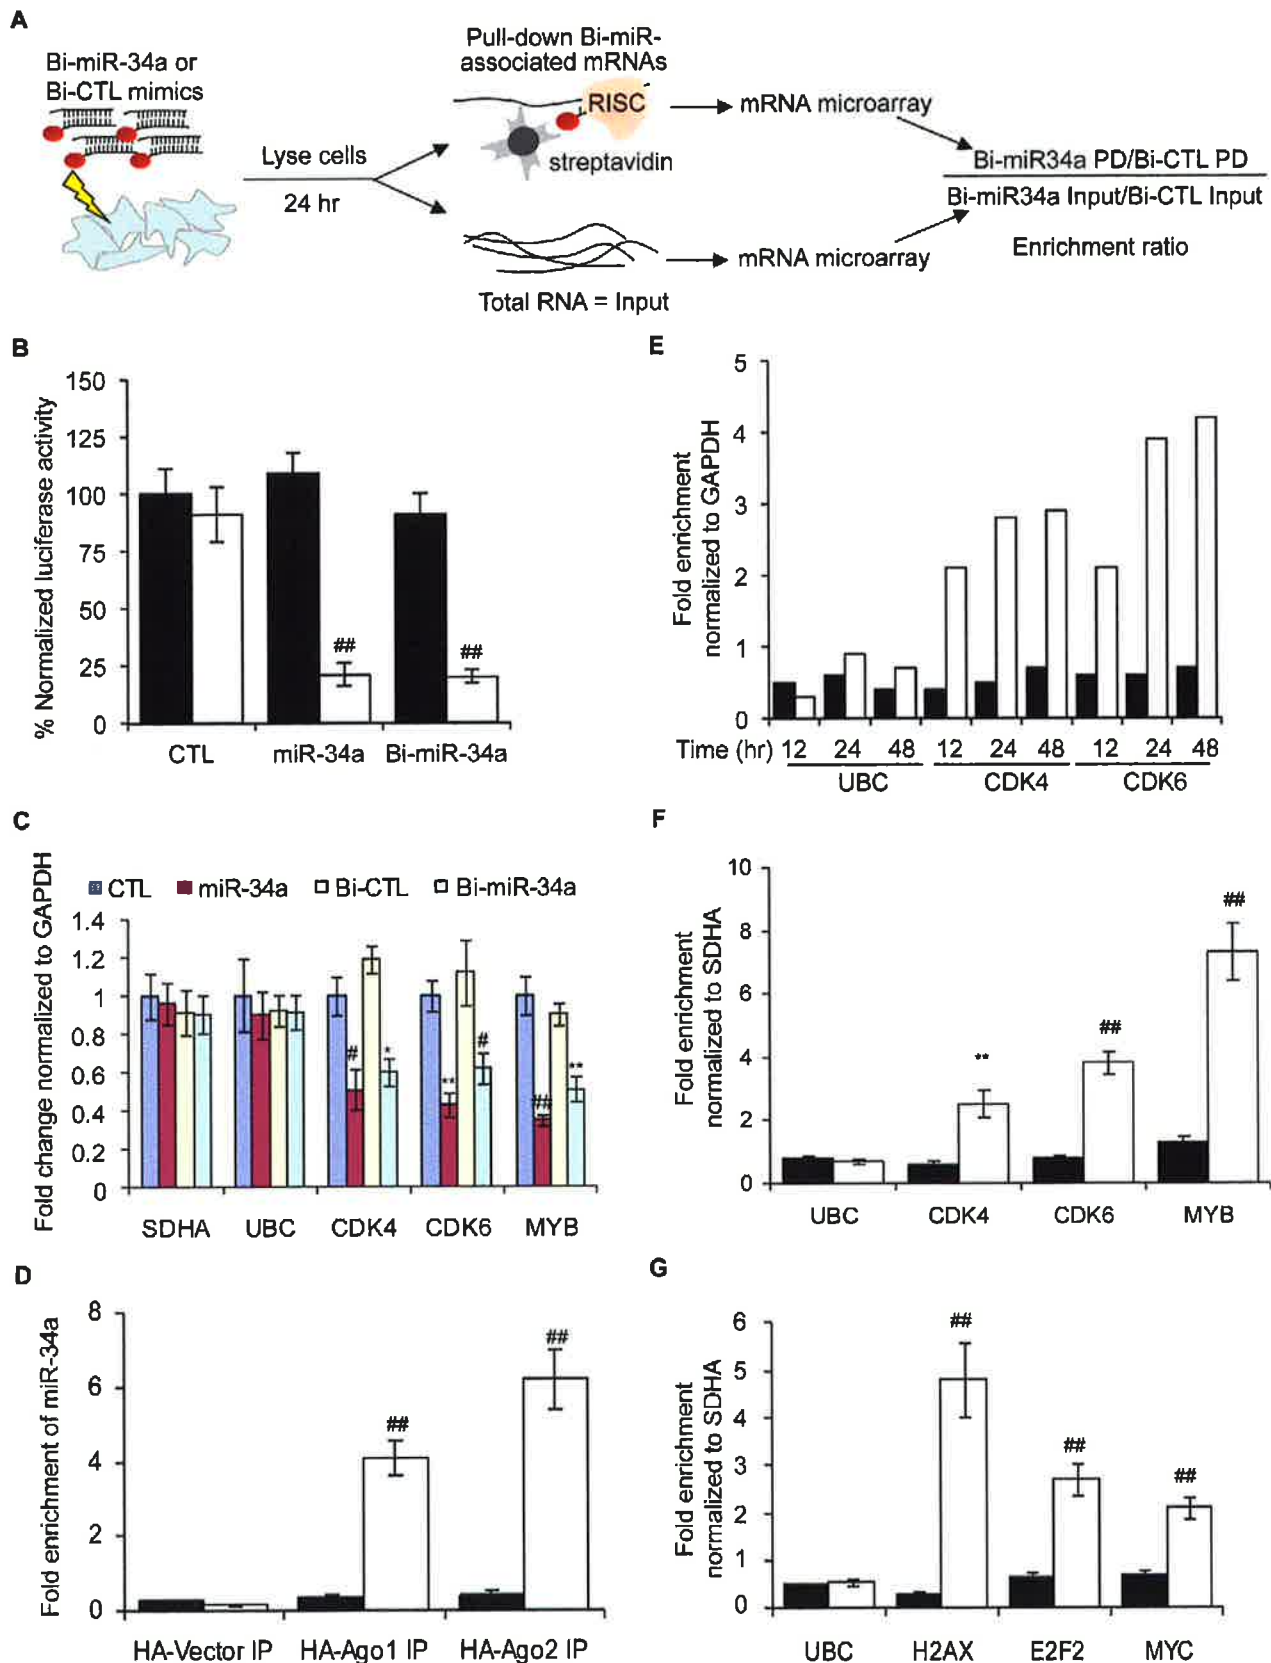 A
Bi-miR-34a or
Bi-CTL mimics
Lyse cells
24 hr
Pull-down Bi-miR-
associated mRNAs
RISC
streptavidin
mRNA microarray
Total RNA = Input
mRNA microarray
Bi-miR34a PD/Bi-CTL PD
Bi-miR34a Input/Bi-CTL Input
Enrichment ratio
B
% Normalized luciferase activity
150
125
100
75
50
25
0
##
##
CTL miR-34a Bi-miR-34a
C
Fold change normalized to GAPDH
CTL miR-34a Bi-CTL Bi-miR-34a
1.4
1.2
1
0.8
0.6
0.4
0.2
0
#
*
**
#
##
**
SDHA UBC CDK4 CDK6 MYB
D
Fold enrichment of miR-34a
8
6
4
2
0
##
##
HA-Vector IP HA-Ago1 IP HA-Ago2 IP
E
Fold enrichment
normalized to GAPDH
5
4
3
2
1
0
Time (hr) 12 24 48 12 24 48 12 24 48
UBC CDK4 CDK6
F
Fold enrichment
normalized to SDHA
10
8
6
4
2
0
**
##
##
UBC CDK4 CDK6 MYB
G
Fold enrichment
normalized to SDHA
6
5
4
3
2
1
0
##
##
##
UBC H2AX E2F2 MYC